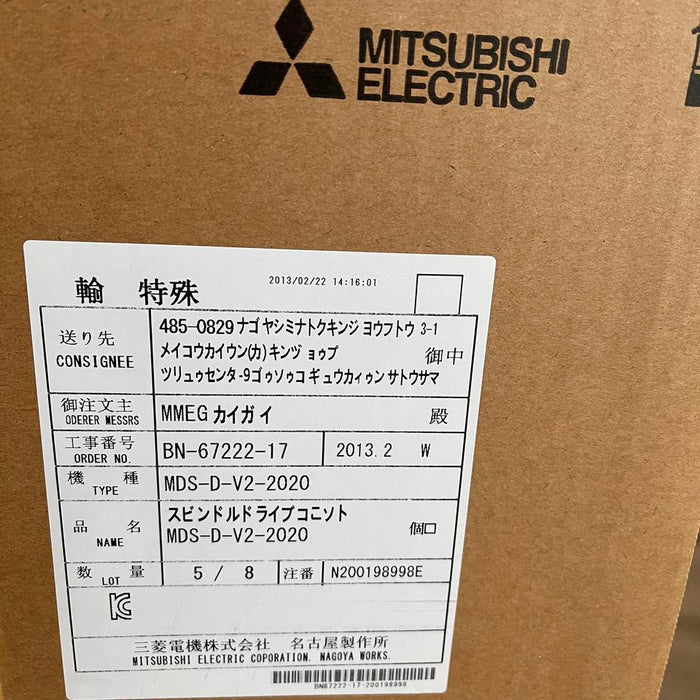 MITSUBISHI
ELECTRIC
輸 特殊 2013/02/22 14:16:01
送り先
CONSIGNEE
485-0829 ナゴ ヤシミナトクキンジ ヨウフトウ 3-1
メイコウカイウン(カ) キンヅ ョゥプ 御中
ツリュゥセンタ-9ゴゥソゥコ ギュウカィゥン サトウサマ
御注文主
ODERER MESSRS
MMEG カイガイ 殿
工事番号
ORDER NO.
BN-67222-17 2013.2 W
機 種
TYPE
MDS-D-V2-2020
品 名
NAME
スピンドルドライブコニソト
MDS-D-V2-2020 個口
数 量
LOT
5 / 8 注番 N200198998E
三菱電機株式会社 名古屋製作所
MITSUBISHI ELECTRIC COPORATION. NAGOYA WORKS.
BN67222-17-200198998